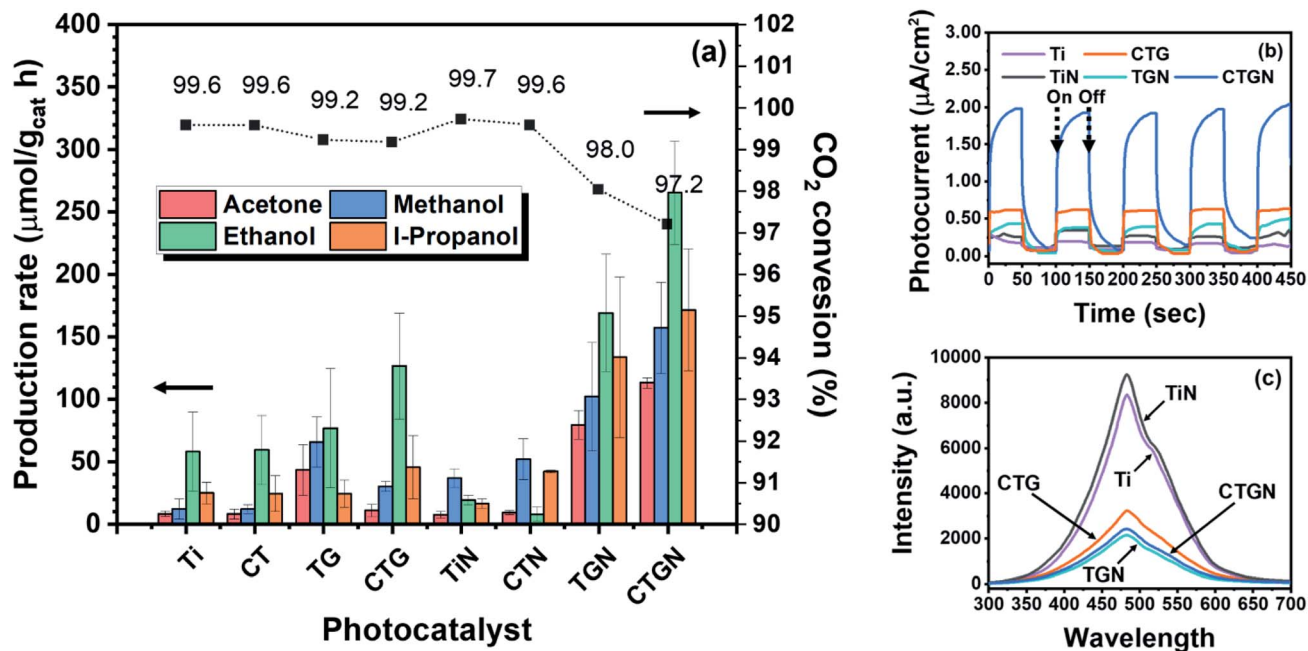 (a)
Production rate (μmol/g_cat h)
400
350
300
250
200
150
100
50
0
99.6
99.6
99.2
99.2
99.7
99.6
98.0
97.2
Acetone
Methanol
Ethanol
I-Propanol
Ti
CT
TG
CTG
TiN
CTN
TGN
CTGN
Photocatalyst
102
101
100
99
98
97
96
95
94
93
92
91
90
CO₂ convesion (%)
(b)
Photocurrent (μA/cm²)
3.00
2.50
2.00
1.50
1.00
0.50
0.00
Ti
CTG
TiN
TGN
CTGN
On Off
0 50 100 150 200 250 300 350 400 450
Time (sec)
(c)
Intensity (a.u.)
10000
8000
6000
4000
2000
0
TiN
Ti
CTG
CTGN
TGN
300 350 400 450 500 550 600 650 700
Wavelength